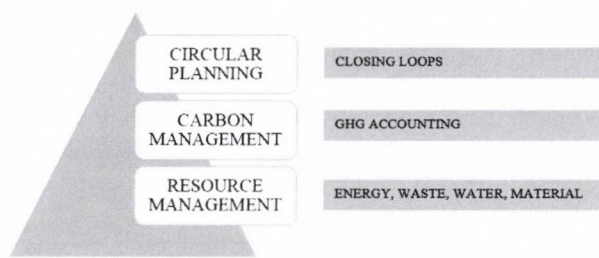 CIRCULAR
PLANNING
CLOSING LOOPS
CARBON
MANAGEMENT
GHG ACCOUNTING
RESOURCE
MANAGEMENT
ENERGY, WASTE, WATER, MATERIAL